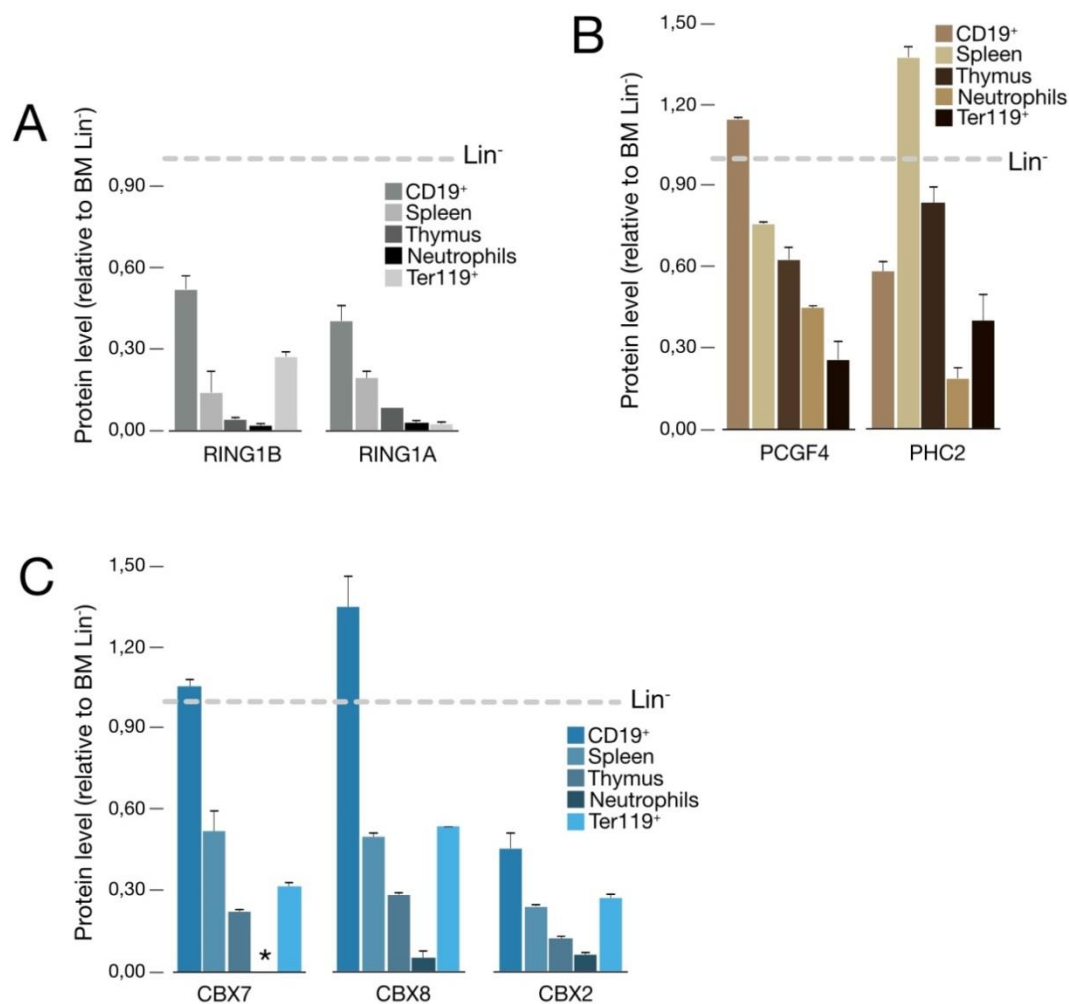 A
Protein level (relative to BM Lin⁻)
Lin⁻
0,90
0,60
0,30
0,00
CD19⁺
Spleen
Thymus
Neutrophils
Ter119⁺
RING1B
RING1A
B
Protein level (relative to BM Lin⁻)
1,50
1,20
0,90
0,60
0,30
0,00
CD19⁺
Spleen
Thymus
Neutrophils
Ter119⁺
Lin⁻
PCGF4
PHC2
C
Protein level (relative to BM Lin⁻)
1,50
1,20
0,90
0,60
0,30
0,00
Lin⁻
CD19⁺
Spleen
Thymus
Neutrophils
Ter119⁺
*
CBX7
CBX8
CBX2